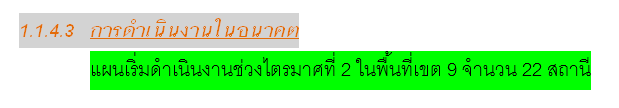 1.1.4.3 การดำเนินงานในอนาคต
แผนเริ่มดำเนินงานช่วงไตรมาศที่ 2 ในพื้นที่เขต 9 จำนวน 22 สถานี